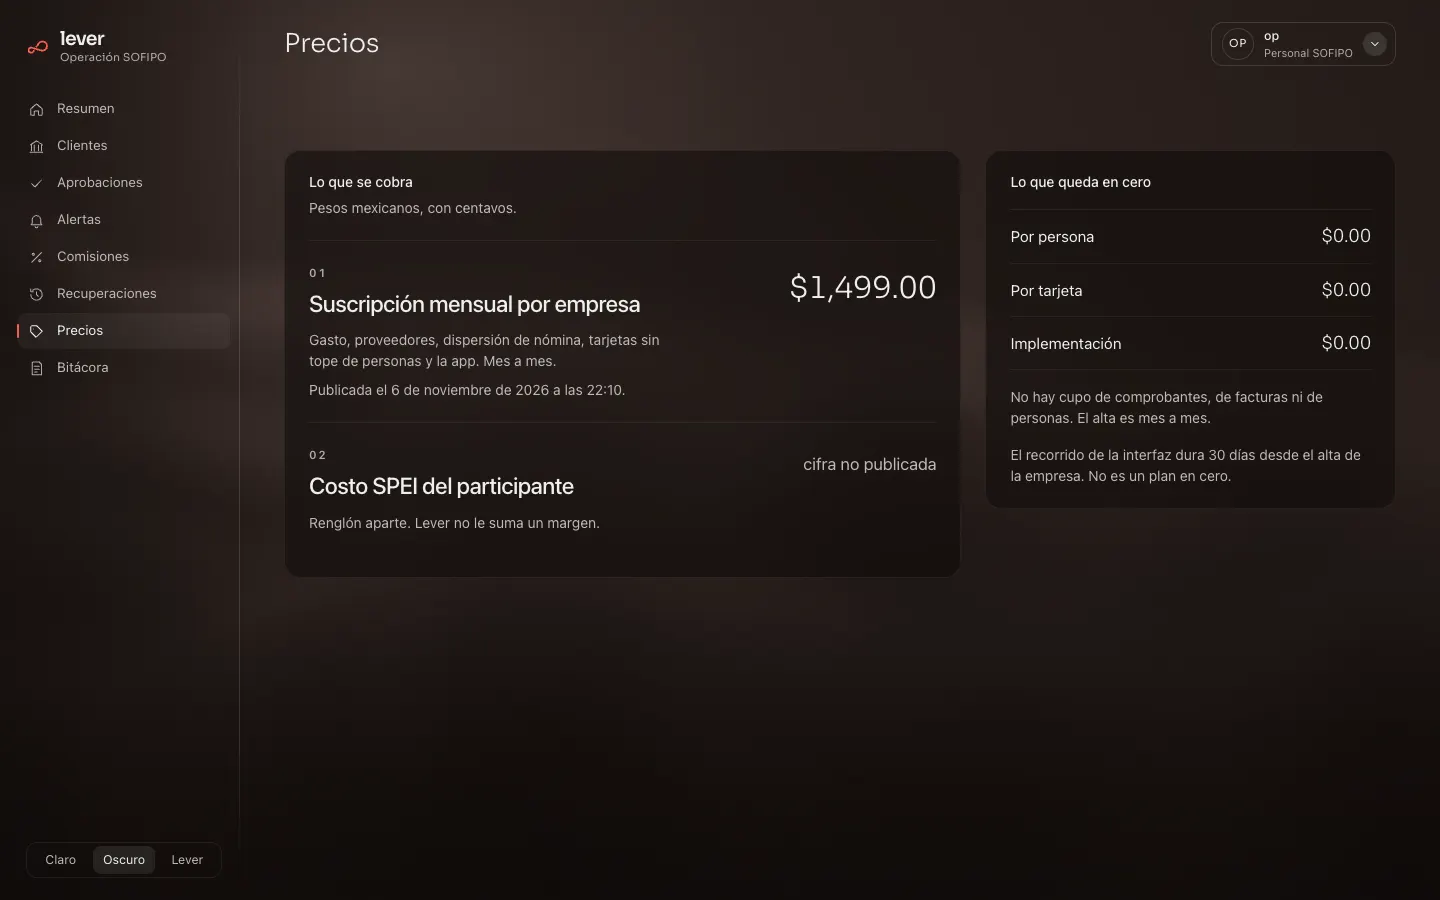 lever
Operación SOFIPO
Resumen
Clientes
Aprobaciones
Alertas
Comisiones
Recuperaciones
Precios
Bitácora
Claro
Oscuro
Lever
Precios
OP
op
Personal SOFIPO
Lo que se cobra
Pesos mexicanos, con centavos.
01
Suscripción mensual por empresa
$1,499.00
Gasto, proveedores, dispersión de nómina, tarjetas sin
tope de personas y la app. Mes a mes.
Publicada el 6 de noviembre de 2026 a las 22:10.
02
Costo SPEI del participante
cifra no publicada
Renglón aparte. Lever no le suma un margen.
Lo que queda en cero
Por persona
$0.00
Por tarjeta
$0.00
Implementación
$0.00
No hay cupo de comprobantes, de facturas ni de
personas. El alta es mes a mes.
El recorrido de la interfaz dura 30 días desde el alta de
la empresa. No es un plan en cero.